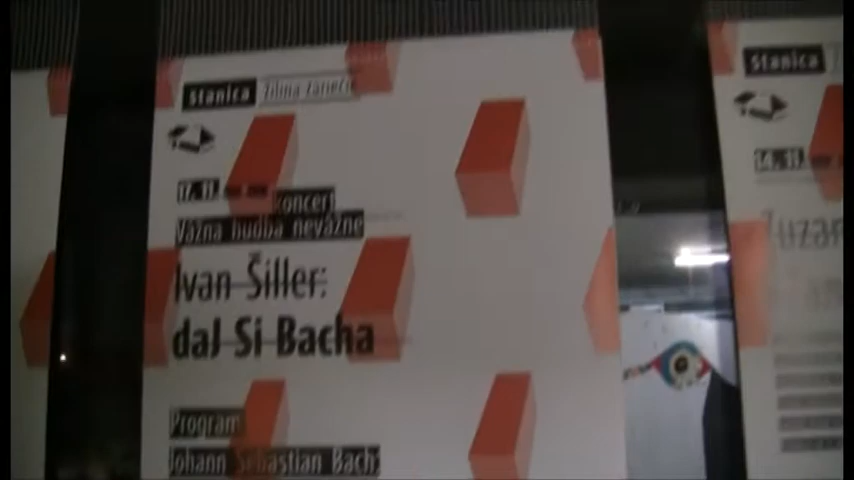 Stanica Žilina Záriečie
17. 11.
koncert
Vážna hudba nevážne
Ivan Šiller:
daJ Si Bacha
Program
Johann Sebastian Bach:
Stanica
14. 11.